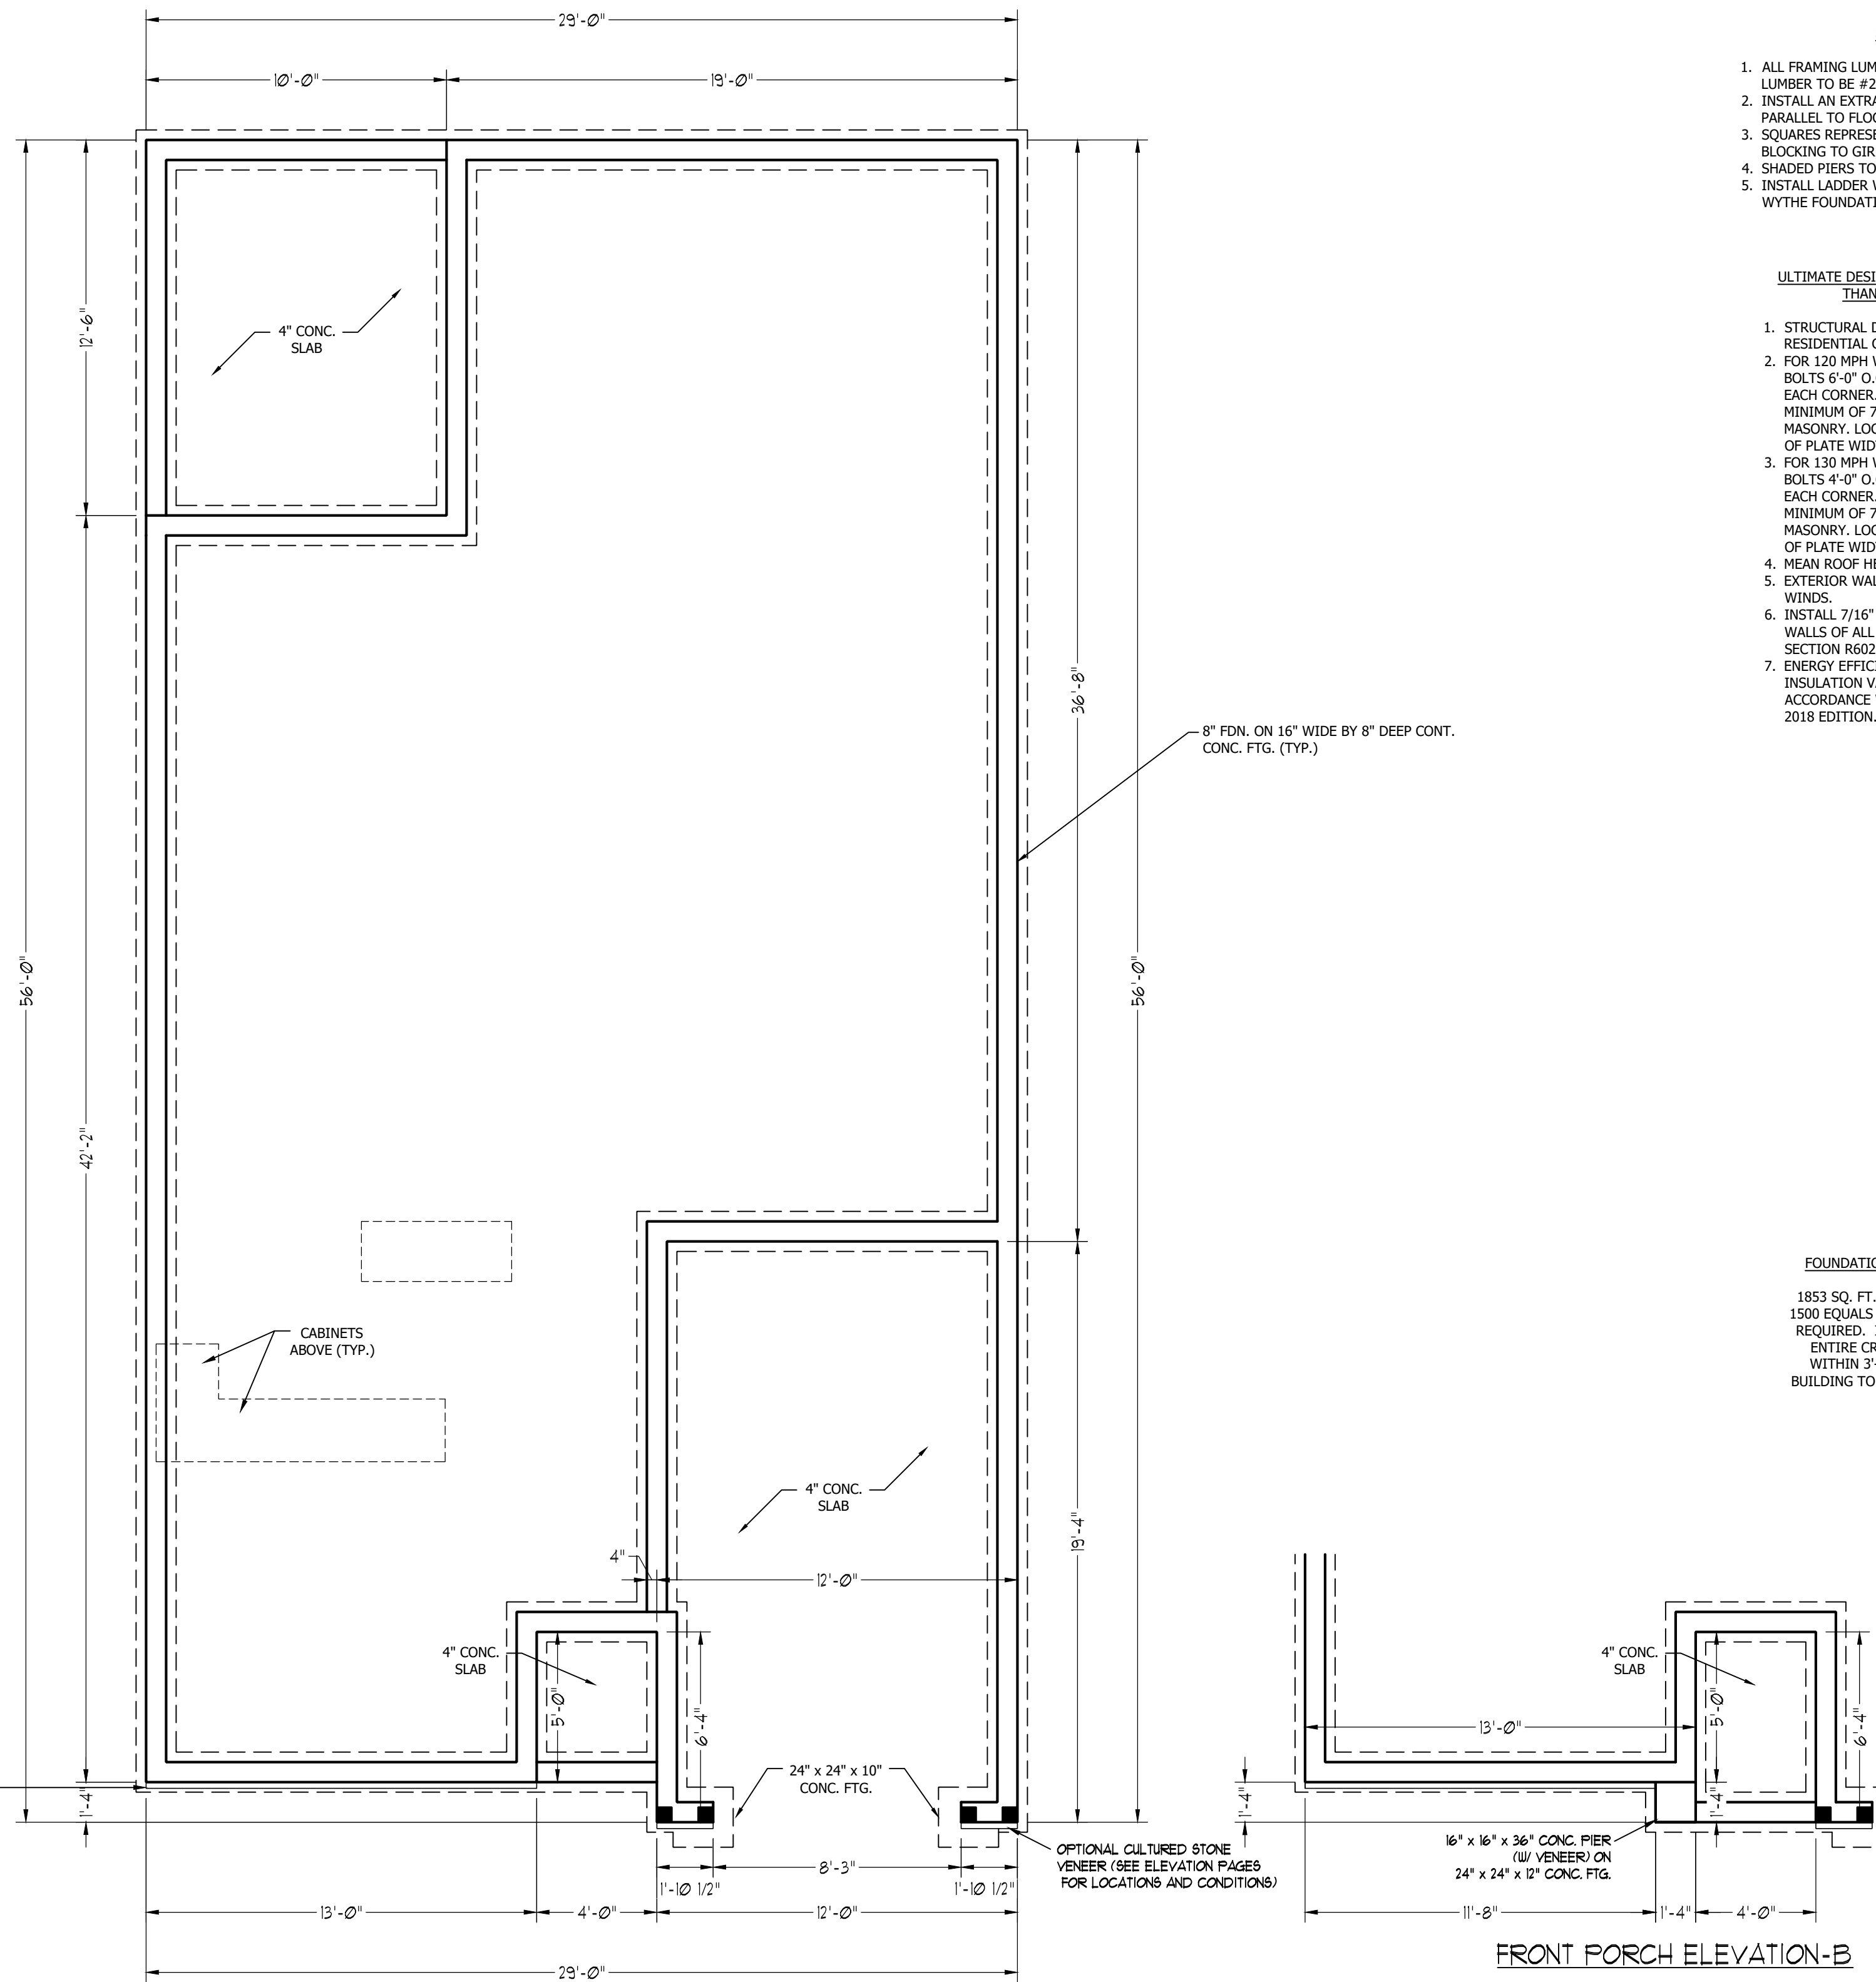 29'-0"
10'-0"
19'-0"
12'-6"
4" CONC.
SLAB
56'-0"
42'-2"
36'-8"
56'-0"
8" FDN. ON 16" WIDE BY 8" DEEP CONT.
CONC. FTG. (TYP.)
CABINETS
ABOVE (TYP.)
4" CONC.
SLAB
19'-4"
4"
12'-0"
4" CONC.
SLAB
5'-0"
6'-4"
1'-4"
24" x 24" x 10"
CONC. FTG.
OPTIONAL CULTURED STONE
VENEER (SEE ELEVATION PAGES
FOR LOCATIONS AND CONDITIONS)
8'-3"
1'-10 1/2"
1'-10 1/2"
13'-0"
4'-0"
12'-0"
29'-0"
1. ALL FRAMING LUM
LUMBER TO BE #2
2. INSTALL AN EXTRA
PARALLEL TO FLOO
3. SQUARES REPRESE
BLOCKING TO GIR
4. SHADED PIERS TO
5. INSTALL LADDER
WYTHE FOUNDATI
ULTIMATE DESI
THAN
1. STRUCTURAL
RESIDENTIAL
2. FOR 120 MPH
BOLTS 6'-0" O.
EACH CORNER.
MINIMUM OF 7
MASONRY. LOC
OF PLATE WID
3. FOR 130 MPH
BOLTS 4'-0" O.
EACH CORNER.
MINIMUM OF 7
MASONRY. LOC
OF PLATE WID
4. MEAN ROOF HE
5. EXTERIOR WAL
WINDS.
6. INSTALL 7/16"
WALLS OF ALL
SECTION R602
7. ENERGY EFFIC
INSULATION V
ACCORDANCE
2018 EDITION.
FOUNDATIO
1853 SQ. FT.
1500 EQUALS
REQUIRED.
ENTIRE CR
WITHIN 3'-
BUILDING TO
4" CONC.
SLAB
13'-0"
5'-0"
6'-4"
1'-4"
1'-4"
16" x 16" x 36" CONC. PIER
(W/ VENEER) ON
24" x 24" x 12" CONC. FTG.
11'-8"
1'-4"
4'-0"
FRONT PORCH ELEVATION-B